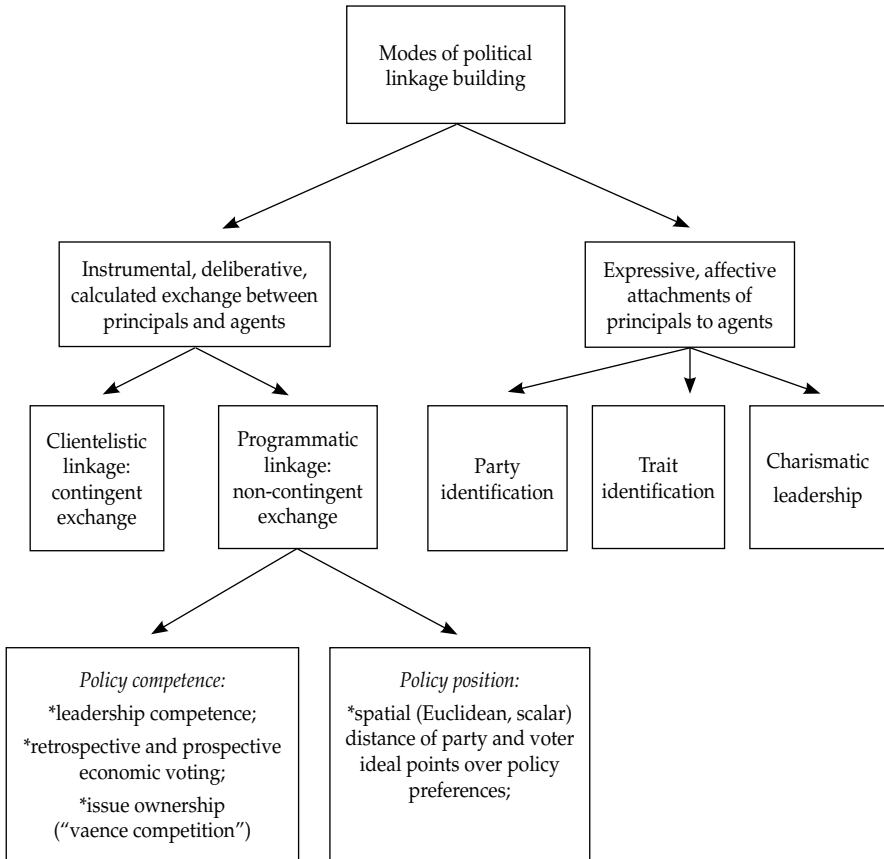 Modes of political
linkage building
Instrumental, deliberative,
calculated exchange between
principals and agents
Expressive, affective
attachments of
principals to agents
Clientelistic
linkage:
contingent
exchange
Programmatic
linkage:
non-contingent
exchange
Party
identification
Trait
identification
Charismatic
leadership
Policy competence:
*leadership competence;
*retrospective and prospective
economic voting;
*issue ownership
(“vaence competition”)
Policy position:
*spatial (Euclidean, scalar)
distance of party and voter
ideal points over policy
preferences;